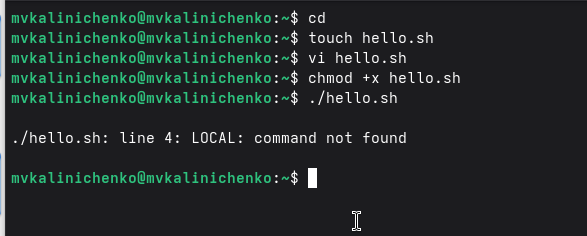 mvkalinichenko@mvkalinichenko:~$ cd
mvkalinichenko@mvkalinichenko:~$ touch hello.sh
mvkalinichenko@mvkalinichenko:~$ vi hello.sh
mvkalinichenko@mvkalinichenko:~$ chmod +x hello.sh
mvkalinichenko@mvkalinichenko:~$ ./hello.sh
./hello.sh: line 4: LOCAL: command not found
mvkalinichenko@mvkalinichenko:~$